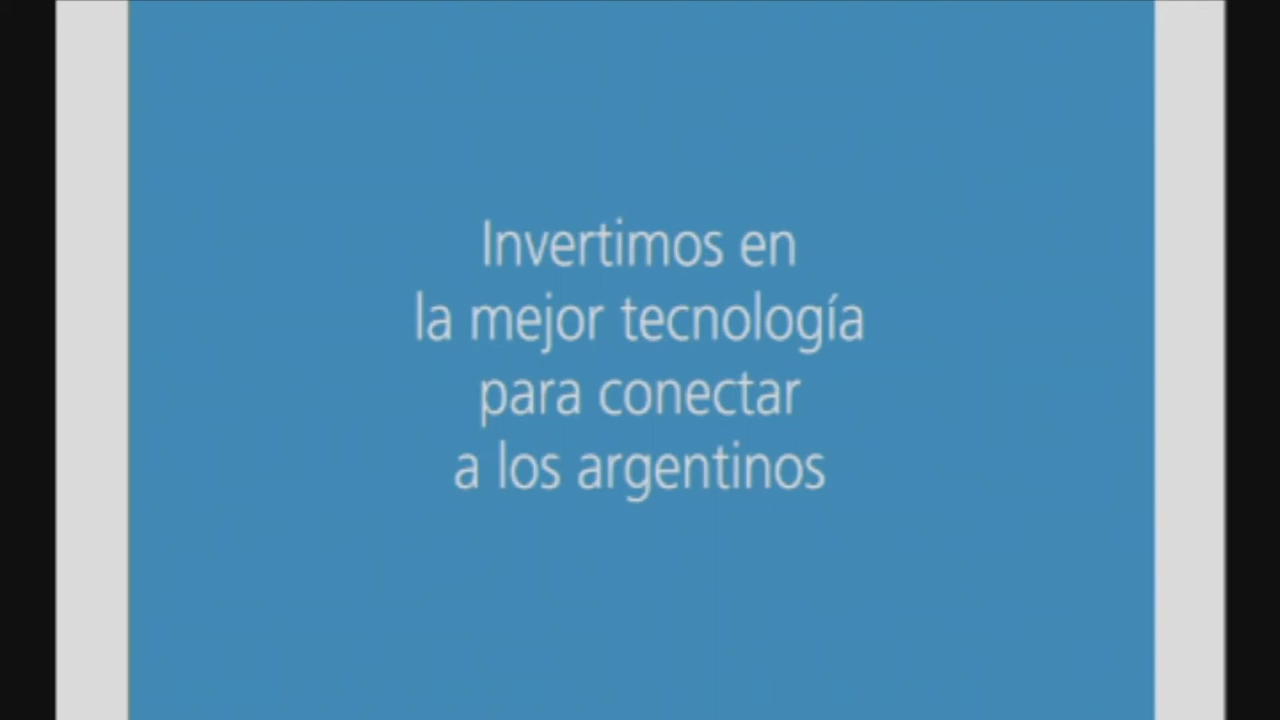 Invertimos en
la mejor tecnología
para conectar
a los argentinos